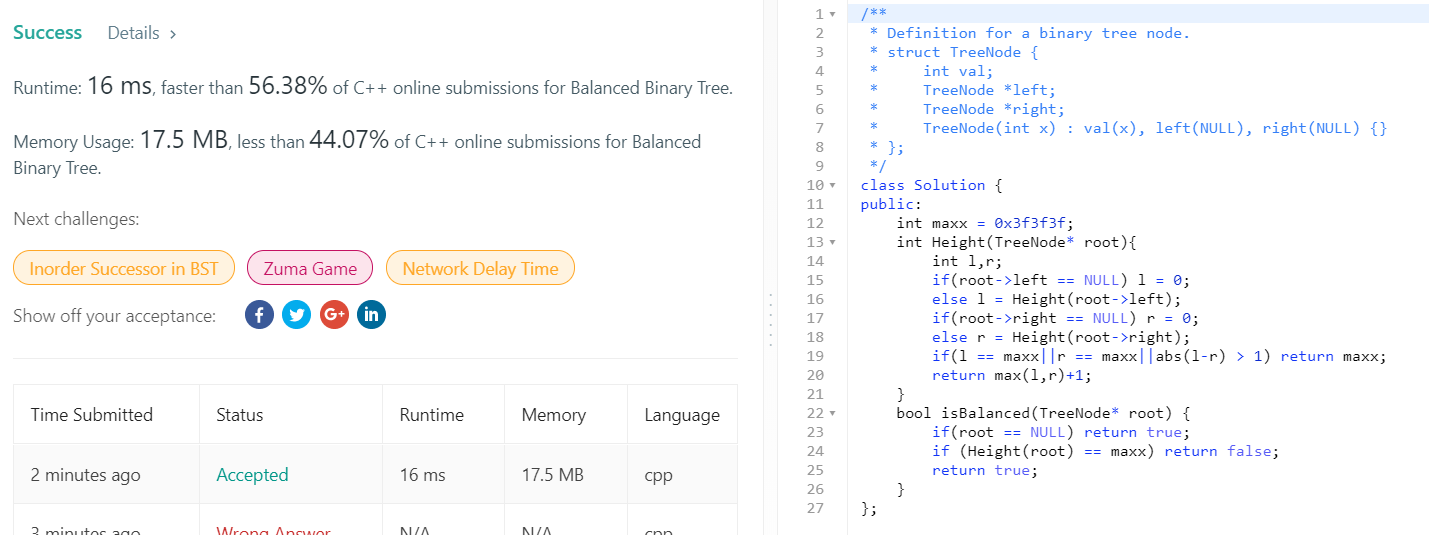 Success Details ›
Runtime: 16 ms, faster than 56.38% of C++ online submissions for Balanced Binary Tree.
Memory Usage: 17.5 MB, less than 44.07% of C++ online submissions for Balanced
Binary Tree.
Next challenges:
Inorder Successor in BST Zuma Game Network Delay Time
Show off your acceptance: f G+ in
Time Submitted Status Runtime Memory Language
2 minutes ago Accepted 16 ms 17.5 MB cpp
3 minutes ago Wrong Answer N/A N/A cpp
1 /**
2  * Definition for a binary tree node.
3  * struct TreeNode {
4  *     int val;
5  *     TreeNode *left;
6  *     TreeNode *right;
7  *     TreeNode(int x) : val(x), left(NULL), right(NULL) {}
8  * };
9  */
10 class Solution {
11 public:
12     int maxx = 0x3f3f3f;
13     int Height(TreeNode* root){
14         int l,r;
15         if(root->left == NULL) l = 0;
16         else l = Height(root->left);
17         if(root->right == NULL) r = 0;
18         else r = Height(root->right);
19         if(l == maxx||r == maxx||abs(l-r) > 1) return maxx;
20         return max(l,r)+1;
21     }
22     bool isBalanced(TreeNode* root) {
23         if(root == NULL) return true;
24         if (Height(root) == maxx) return false;
25         return true;
26     }
27 };